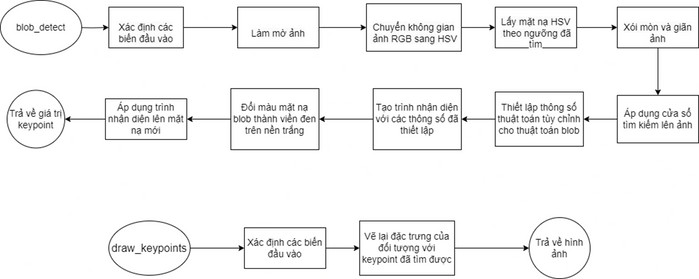 blob_detect
Xác định các
biến đầu vào
Làm mờ ảnh
Chuyển không gian
ảnh RGB sang HSV
Lấy mặt nạ HSV
theo ngưỡng đã
tìm
Xói mòn và giãn
ảnh
Áp dụng cửa số
tìm kiếm lên ảnh
Thiết lập thông số
thuật toán tùy chỉnh
cho thuật toán blob
Tạo trình nhận diện
với các thông số đã
thiết lập
Đổi màu mặt nạ
blob thành viền đen
trên nền trắng
Áp dụng trình
nhận diện lên mặt
nạ mới
Trả về giá trị
keypoint
draw_keypoints
Xác định các biến
đầu vào
Vẽ lại đặc trưng của
đối tượng với
keypoint đã tìm được
Trả về hình
ảnh